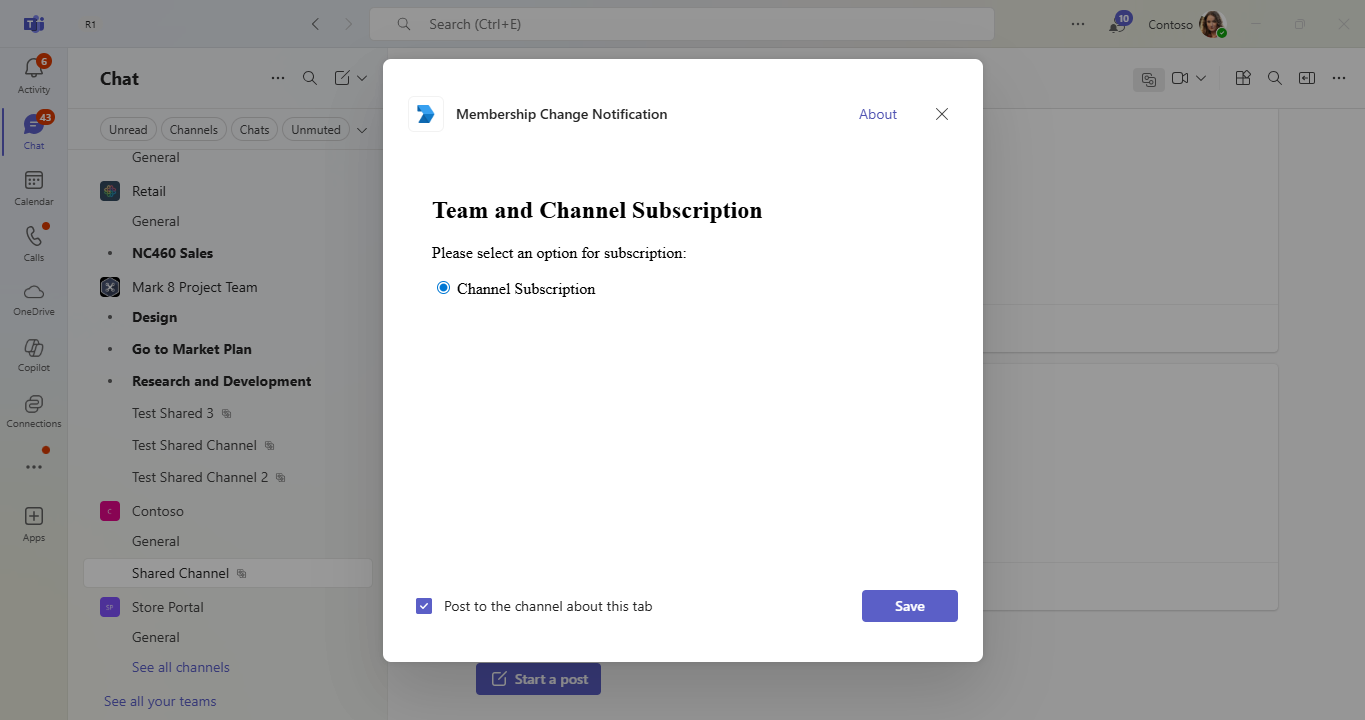 R1
Search (Ctrl+E)
10
Contoso
6
Activity
43
Chat
Calendar
Calls
OneDrive
Copilot
Connections
Apps
Chat
Unread
Channels
Chats
Unmuted
General
Retail
General
NC460 Sales
Mark 8 Project Team
Design
Go to Market Plan
Research and Development
Test Shared 3
Test Shared Channel
Test Shared Channel 2
C
Contoso
General
Shared Channel
SP
Store Portal
General
See all channels
See all your teams
Membership Change Notification
About
Team and Channel Subscription
Please select an option for subscription:
Channel Subscription
Post to the channel about this tab
Save
Start a post